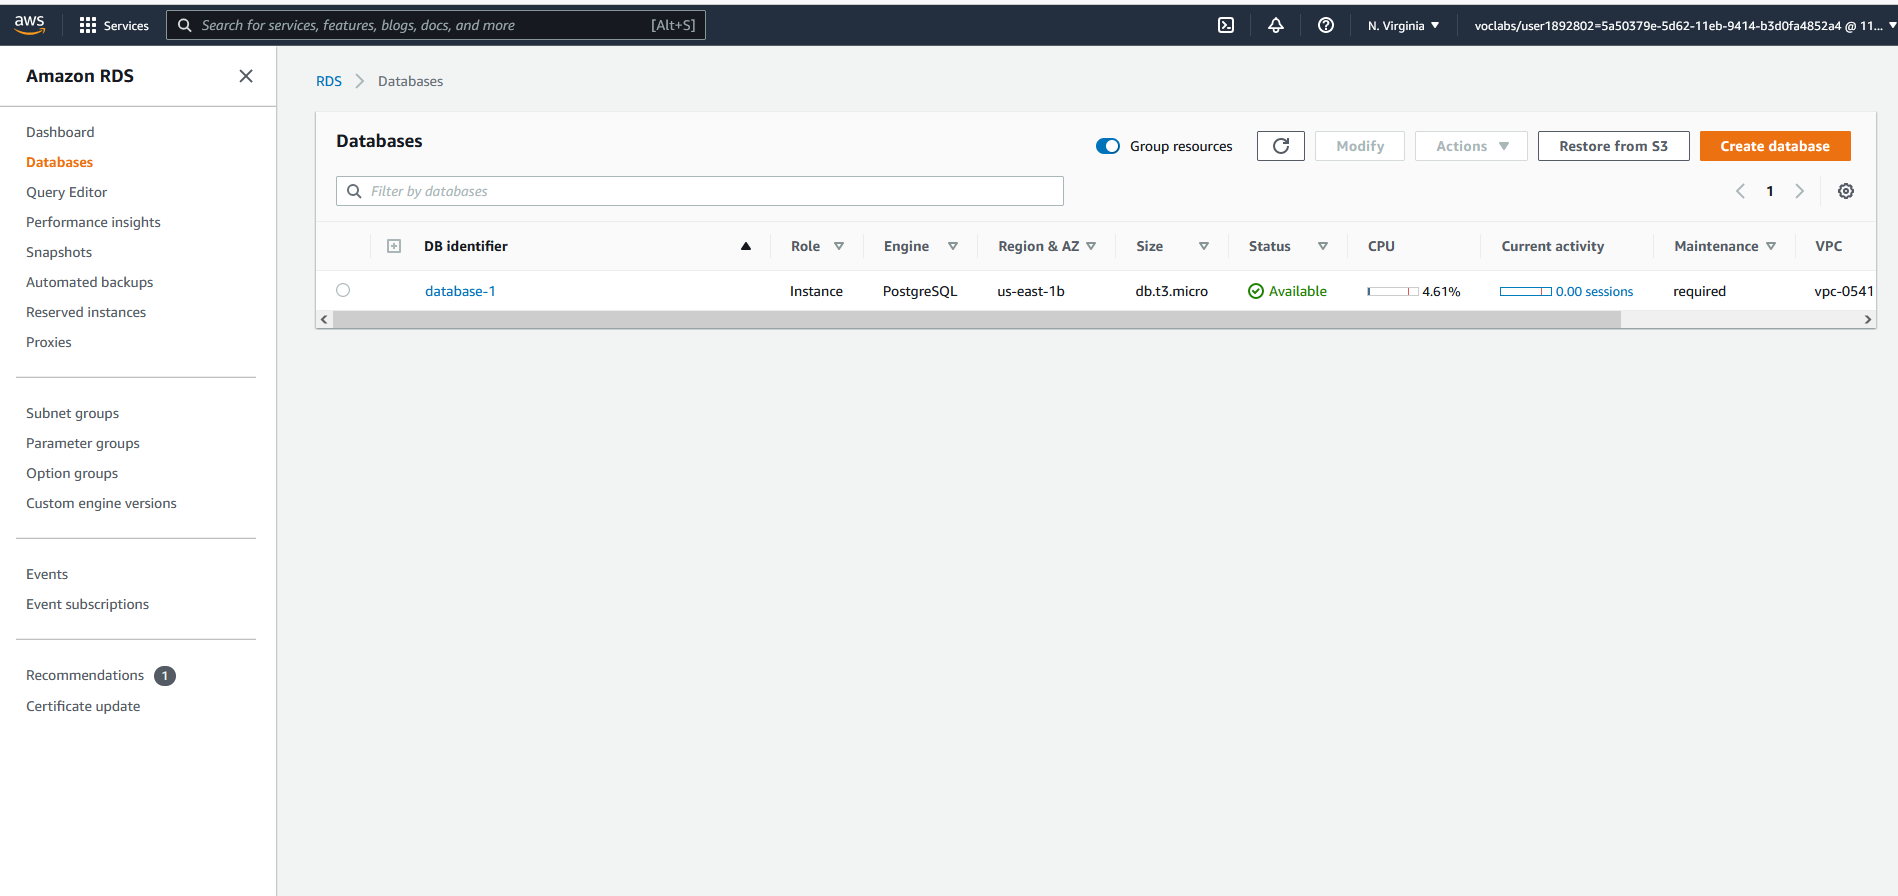 aws Services Search for services, features, blogs, docs, and more [Alt+S] N. Virginia voclabs/user1892802=5a50379e-5d62-11eb-9414-b3d0fa4852a4 @ 11...
Amazon RDS
Dashboard
Databases
Query Editor
Performance insights
Snapshots
Automated backups
Reserved instances
Proxies
Subnet groups
Parameter groups
Option groups
Custom engine versions
Events
Event subscriptions
Recommendations 1
Certificate update
RDS Databases
Databases
Group resources Modify Actions Restore from S3 Create database
Filter by databases 1
DB identifier Role Engine Region & AZ Size Status CPU Current activity Maintenance VPC
database-1 Instance PostgreSQL us-east-1b db.t3.micro Available 4.61% 0.00 sessions required vpc-0541